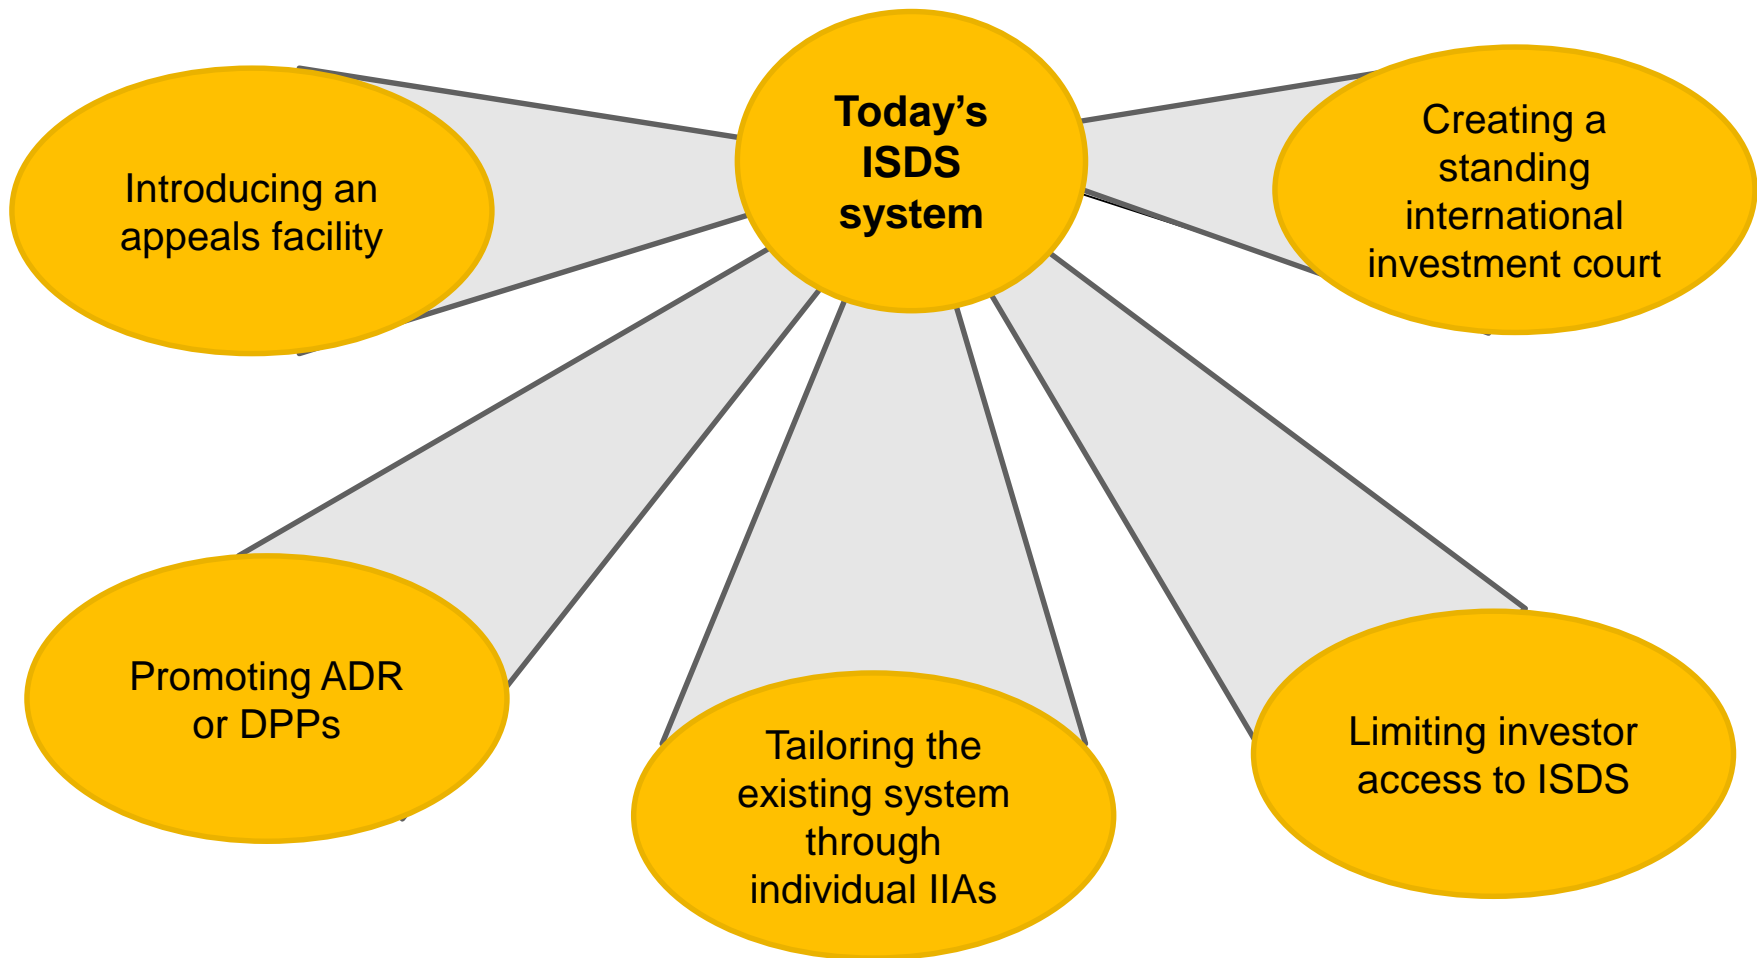 Today’s
ISDS
system
Introducing an
appeals facility
Creating a
standing
international
investment court
Promoting ADR
or DPPs
Tailoring the
existing system
through
individual IIAs
Limiting investor
access to ISDS